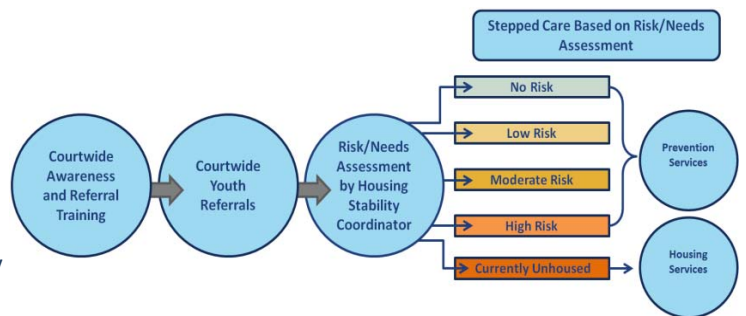 Stepped Care Based on Risk/Needs
Assessment
Courtwide
Awareness
and Referral
Training
Courtwide
Youth
Referrals
Risk/Needs
Assessment
by Housing
Stability
Coordinator
No Risk
Low Risk
Moderate Risk
High Risk
Currently Unhoused
Prevention
Services
Housing
Services